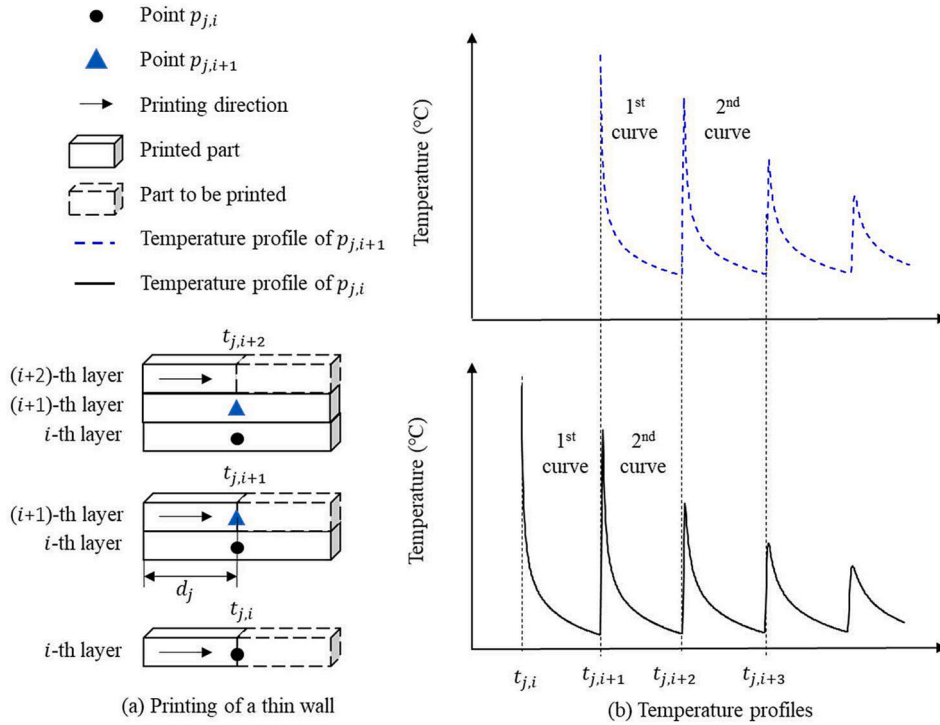 Point p_{j,i}
Point p_{j,i+1}
Printing direction
Printed part
Part to be printed
Temperature profile of p_{j,i+1}
Temperature profile of p_{j,i}
t_{j,i+2}
(i+2)-th layer
(i+1)-th layer
i-th layer
t_{j,i+1}
(i+1)-th layer
i-th layer
d_j
t_{j,i}
i-th layer
(a) Printing of a thin wall
Temperature (°C)
1st
curve
2nd
curve
Temperature (°C)
1st
curve
2nd
curve
t_{j,i}
t_{j,i+1}
t_{j,i+2}
t_{j,i+3}
(b) Temperature profiles